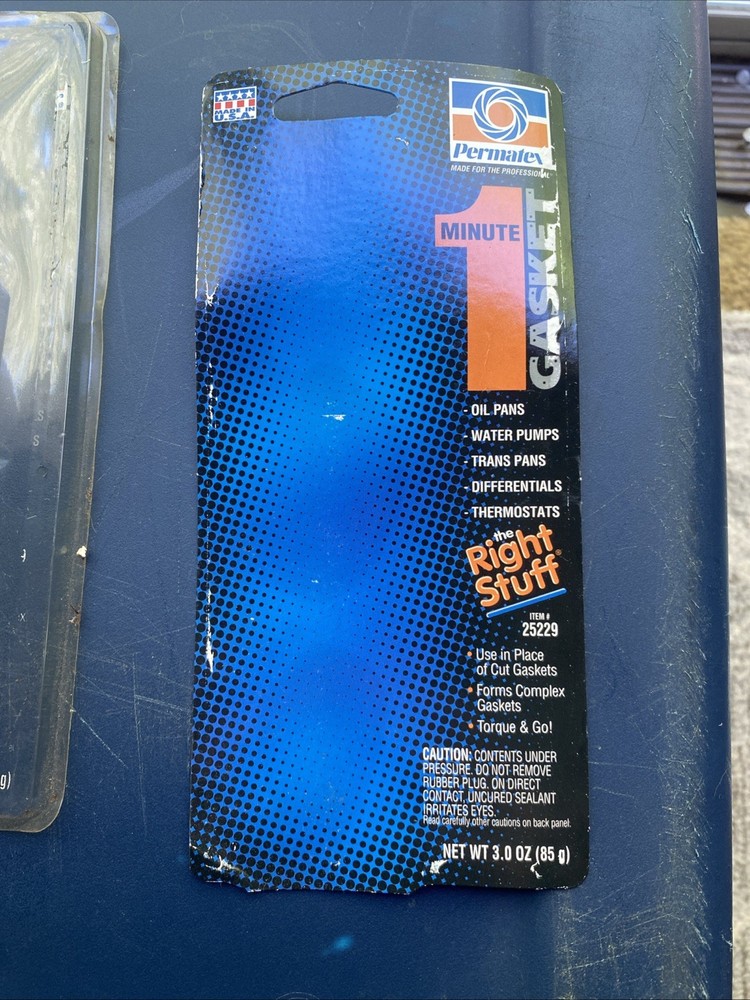 MADE IN
U.S.A.
Permatex
MADE FOR THE PROFESSIONAL
1
MINUTE
GASKET
- OIL PANS
- WATER PUMPS
- TRANS PANS
- DIFFERENTIALS
- THERMOSTATS
the
Right
Stuff®
ITEM #
25229
• Use in Place
of Cut Gaskets
• Forms Complex
Gaskets
• Torque & Go!
CAUTION: CONTENTS UNDER
PRESSURE. DO NOT REMOVE
RUBBER PLUG. ON DIRECT
CONTACT, UNCURED SEALANT
IRRITATES EYES.
Read carefully other cautions on back panel.
NET WT 3.0 OZ (85 g)
g)